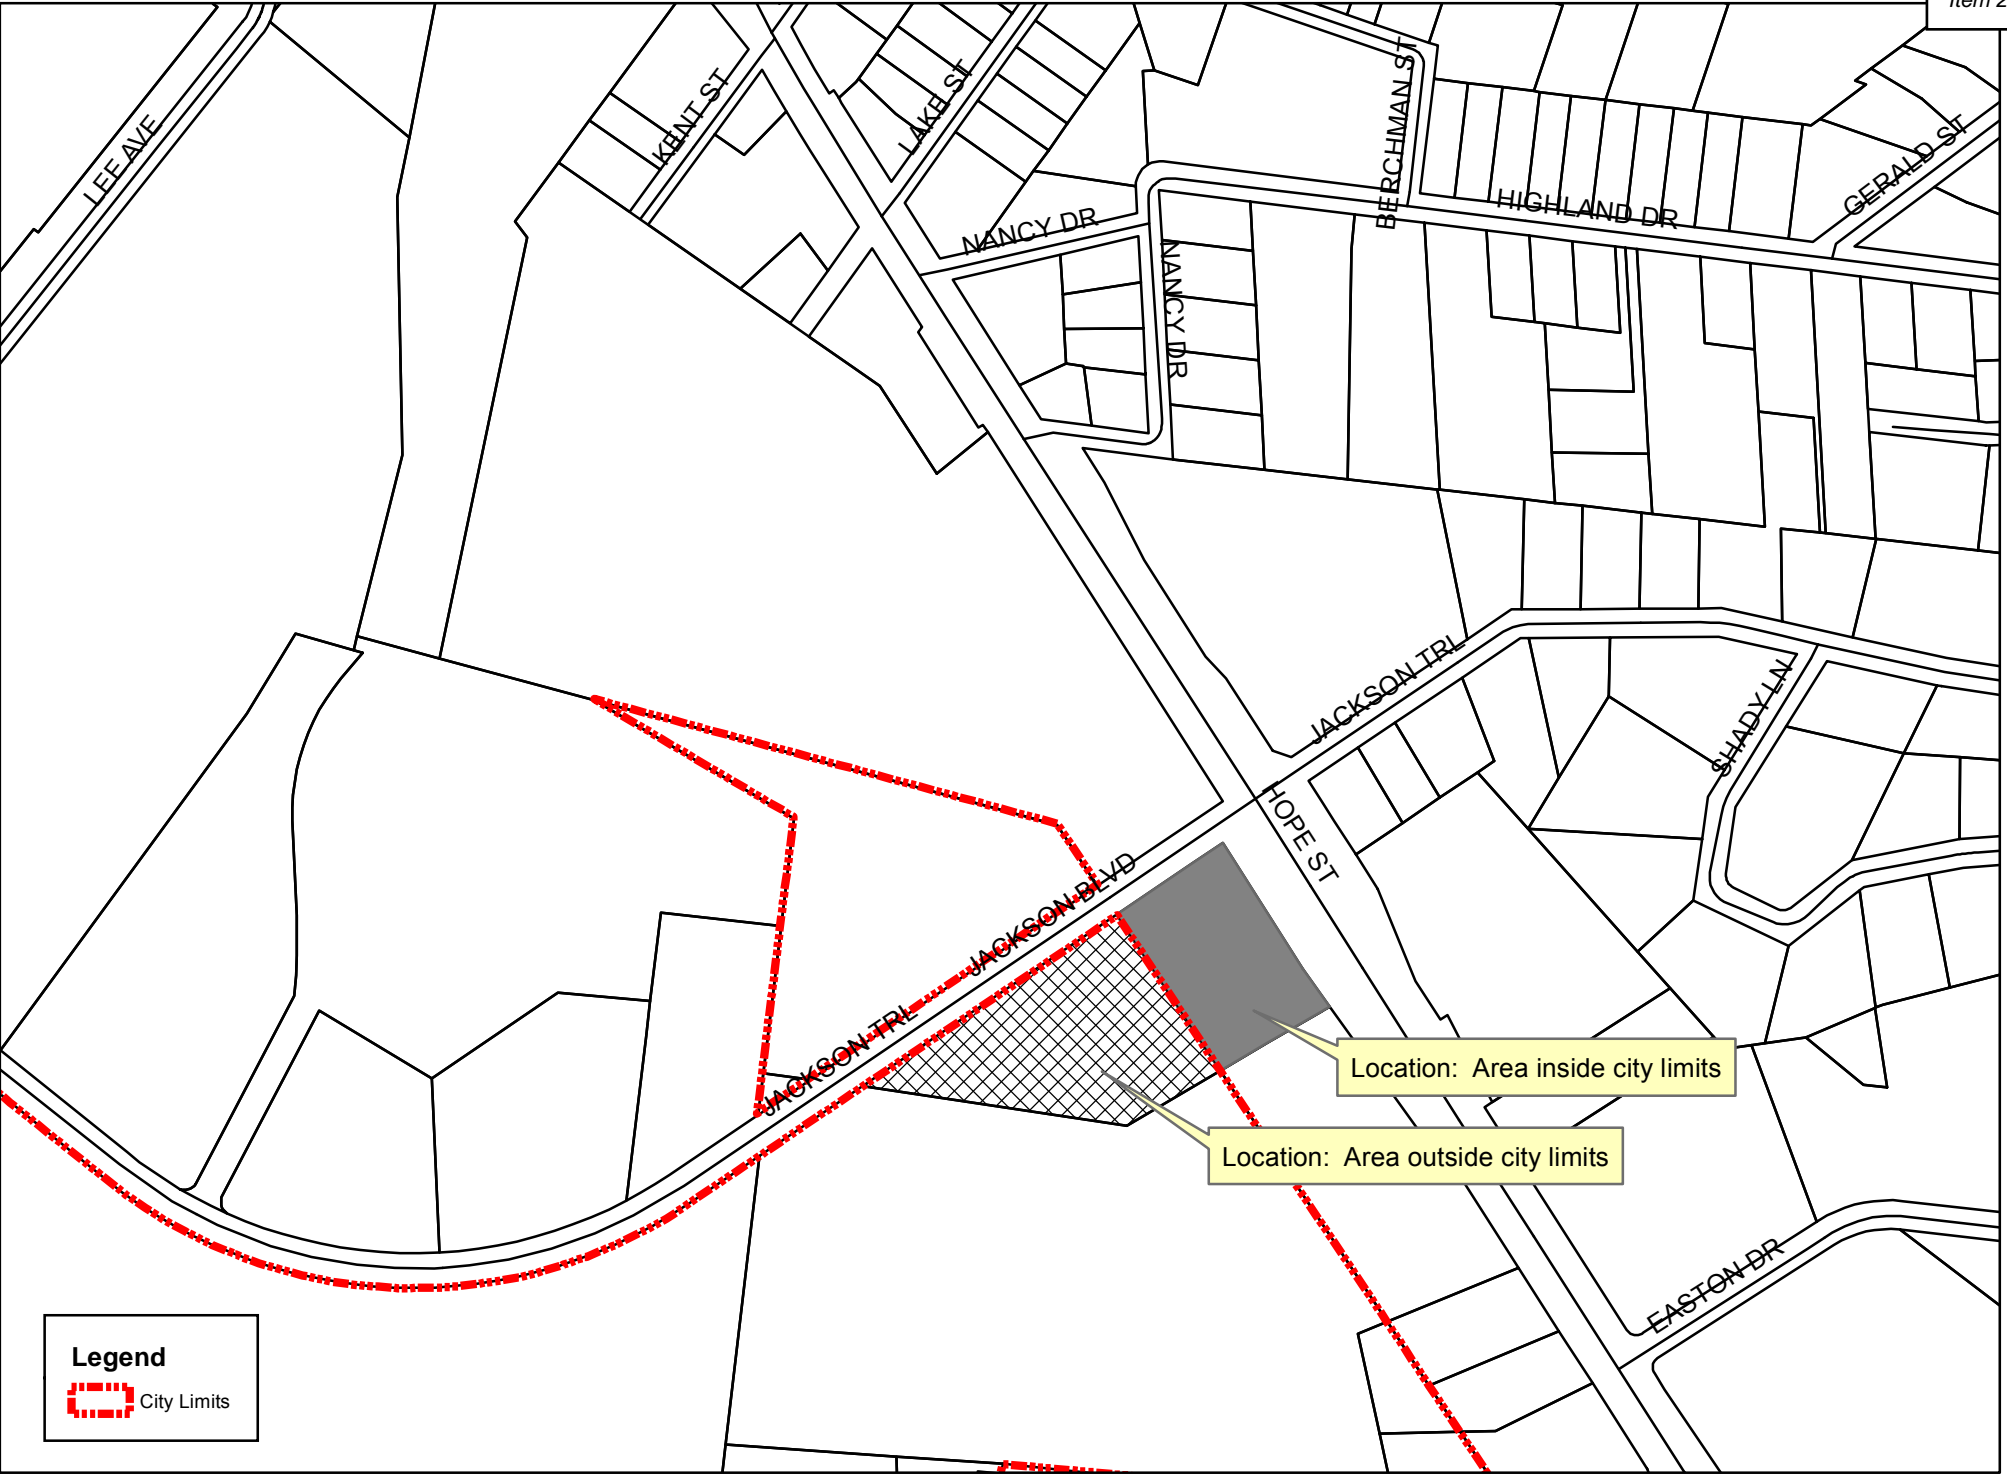 Item 2
LEE AVE
KENT ST
LAKE ST
BERCHMAN ST
GERALD ST
HIGHLAND DR
NANCY DR
NANCY DR
JACKSON TRL
SHADY LN
HOPE ST
JACKSON BLVD
JACKSON TRL
Location: Area inside city limits
Location: Area outside city limits
EASTON DR
Legend
City Limits